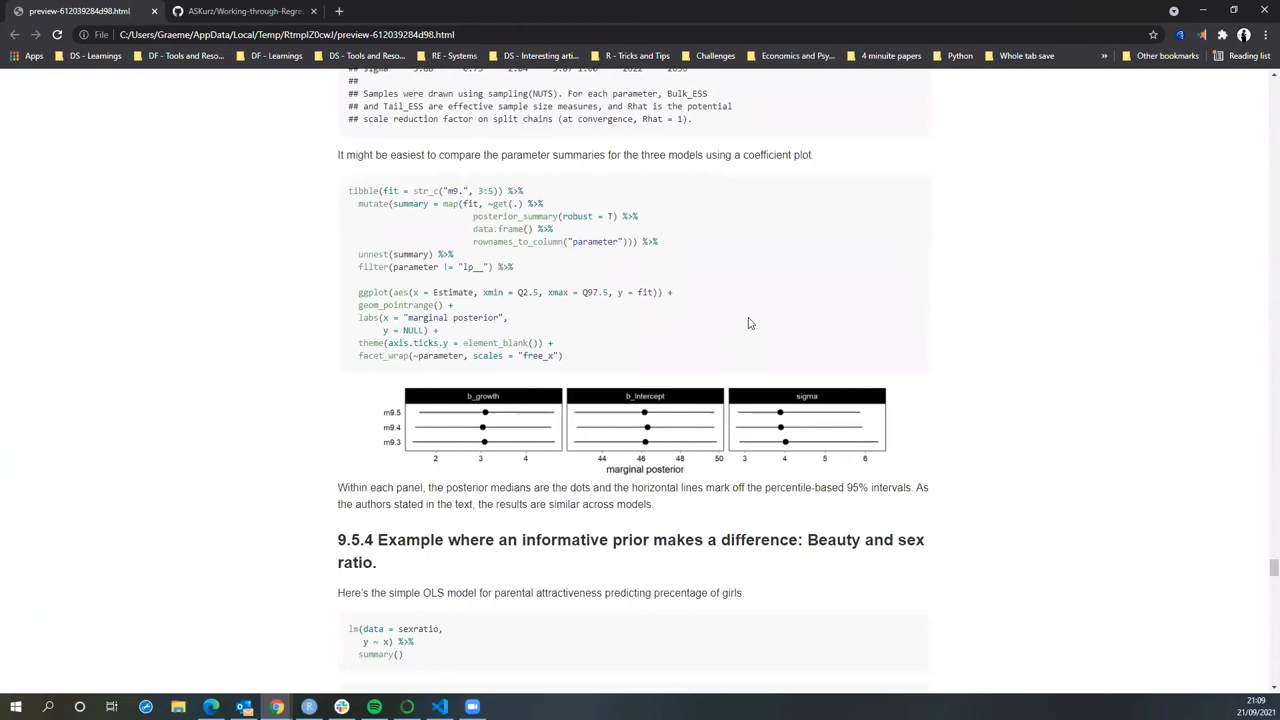 preview-612039284d98.html
ASKurz/Working-through-Regre
File C:/Users/Graeme/AppData/Local/Temp/RtmpIZ0cwJ/preview-612039284d98.html
Apps DS - Learnings DF - Tools and Reso... RE - Systems DS - Interesting arti... R - Tricks and Tips Challenges Economics and Psy... DS - Learnings DS - Tools and Reso... 4 minuite papers Python Whole tab save » Other bookmarks Reading list
##
## Samples were drawn using sampling(NUTS). For each parameter, Bulk_ESS
## and Tail_ESS are effective sample size measures, and Rhat is the potential
## scale reduction factor on split chains (at convergence, Rhat = 1).
It might be easiest to compare the parameter summaries for the three models using a coefficient plot.
tibble(fit = str_c("m9.", 3:5)) %>%
mutate(summary = map(fit, ~get(.) %>%
posterior_summary(robust = T) %>%
data.frame() %>%
rownames_to_column("parameter"))) %>%
unnest(summary) %>%
filter(parameter != "lp__") %>%
ggplot(aes(x = Estimate, xmin = Q2.5, xmax = Q97.5, y = fit)) +
geom_pointrange() +
labs(x = "marginal posterior",
y = NULL) +
theme(axis.ticks.y = element_blank()) +
facet_wrap(~parameter, scales = "free_x")
b_growth b_Intercept sigma
m9.5
m9.4
m9.3
2 3 4 44 46 48 50 3 4 5 6
marginal posterior
Within each panel, the posterior medians are the dots and the horizontal lines mark off the percentile-based 95% intervals. As
the authors stated in the text, the results are similar across models.
9.5.4 Example where an informative prior makes a difference: Beauty and sex
ratio.
Here's the simple OLS model for parental attractiveness predicting precentage of girls.
lm(data = sexratio,
y ~ x) %>%
summary()
21:09
21/09/2021